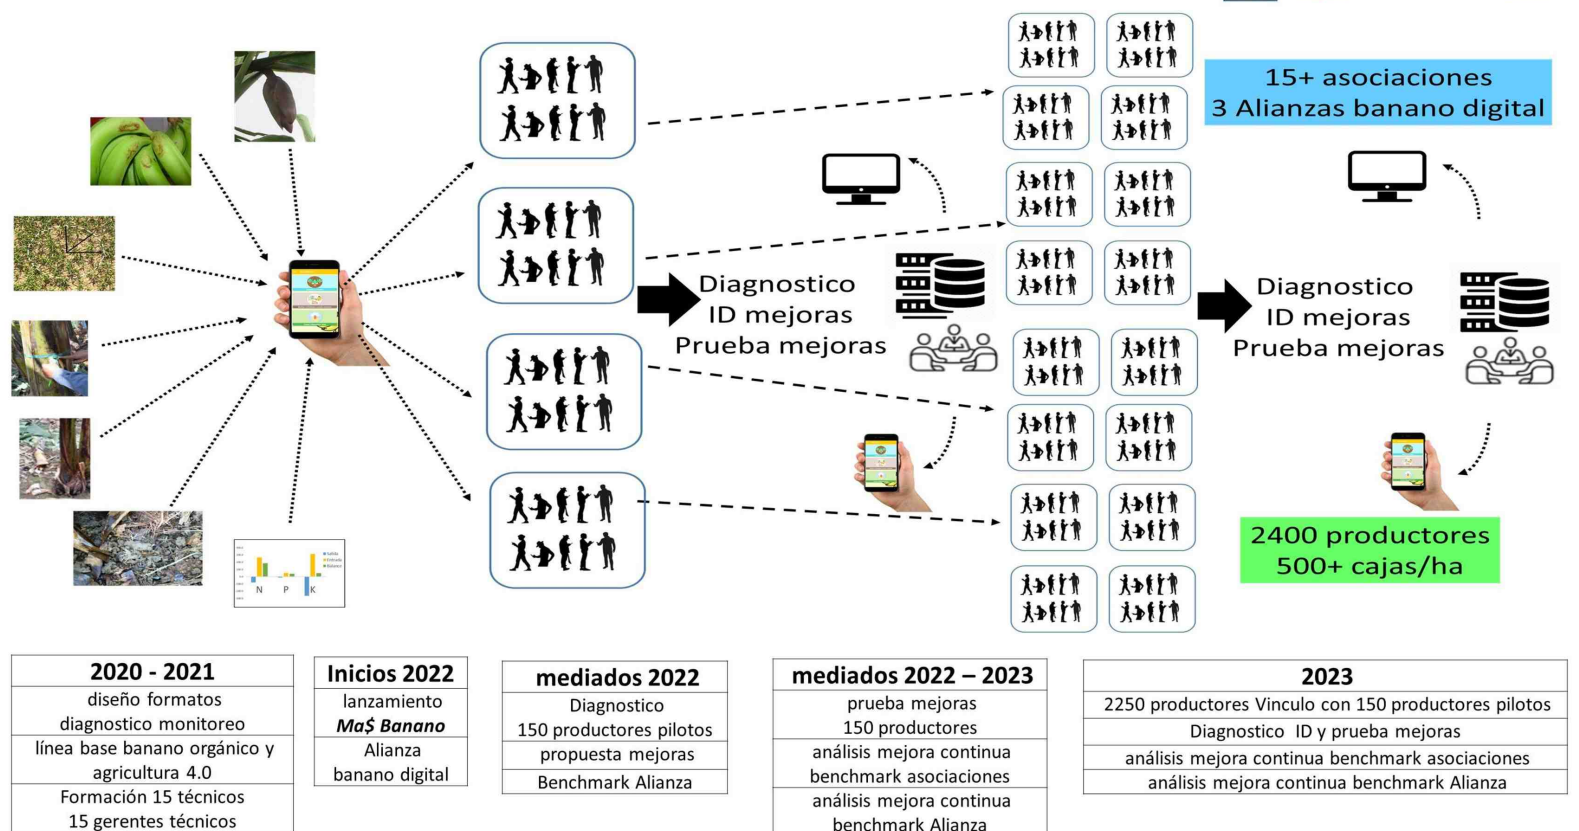 15+ asociaciones
3 Alianzas banano digital
Diagnostico
ID mejoras
Prueba mejoras
Diagnostico
ID mejoras
Prueba mejoras
2400 productores
500+ cajas/ha
Salida
Entrada
Balance
N P K
2020 - 2021
diseño formatos
diagnostico monitoreo
línea base banano orgánico y
agricultura 4.0
Formación 15 técnicos
15 gerentes técnicos
Inicios 2022
lanzamiento
Ma$ Banano
Alianza
banano digital
mediados 2022
Diagnostico
150 productores pilotos
propuesta mejoras
Benchmark Alianza
mediados 2022 – 2023
prueba mejoras
150 productores
análisis mejora continua
benchmark asociaciones
análisis mejora continua
benchmark Alianza
2023
2250 productores Vinculo con 150 productores pilotos
Diagnostico ID y prueba mejoras
análisis mejora continua benchmark asociaciones
análisis mejora continua benchmark Alianza